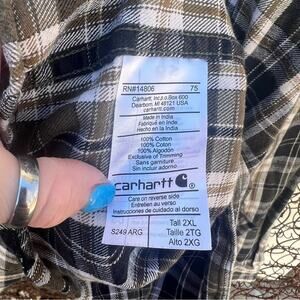 RN#14806 75
Carhartt, Inc.p.o.Box 600
Dearborn, MI 48121 USA
carhartt.com
Made in India
Fabriqué en Inde
Hecho en la India
100% Cotton
100% Coton
100% Algodón
Exclusive of Trimming
Sans garniture
Sin incluir adorno
carhartt ®
Care on reverse side
Entretien au verso
Instrucciones de cuidado al dorso
S249 ARG
Tall 2XL
Taille 2TG
Alto 2XG